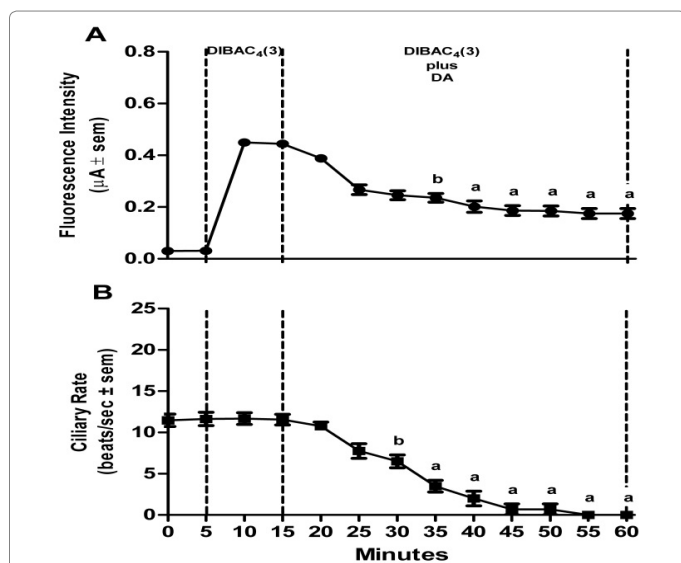 A
DIBAC₄(3)
DIBAC₄(3)
plus
DA
Fluorescence Intensity
(µA ± sem)
0.8
0.6
0.4
0.2
0.0
b a a a a a
B
Ciliary Rate
(beats/sec ± sem)
25
20
15
10
5
0
b a a a a a a
0 5 10 15 20 25 30 35 40 45 50 55 60
Minutes